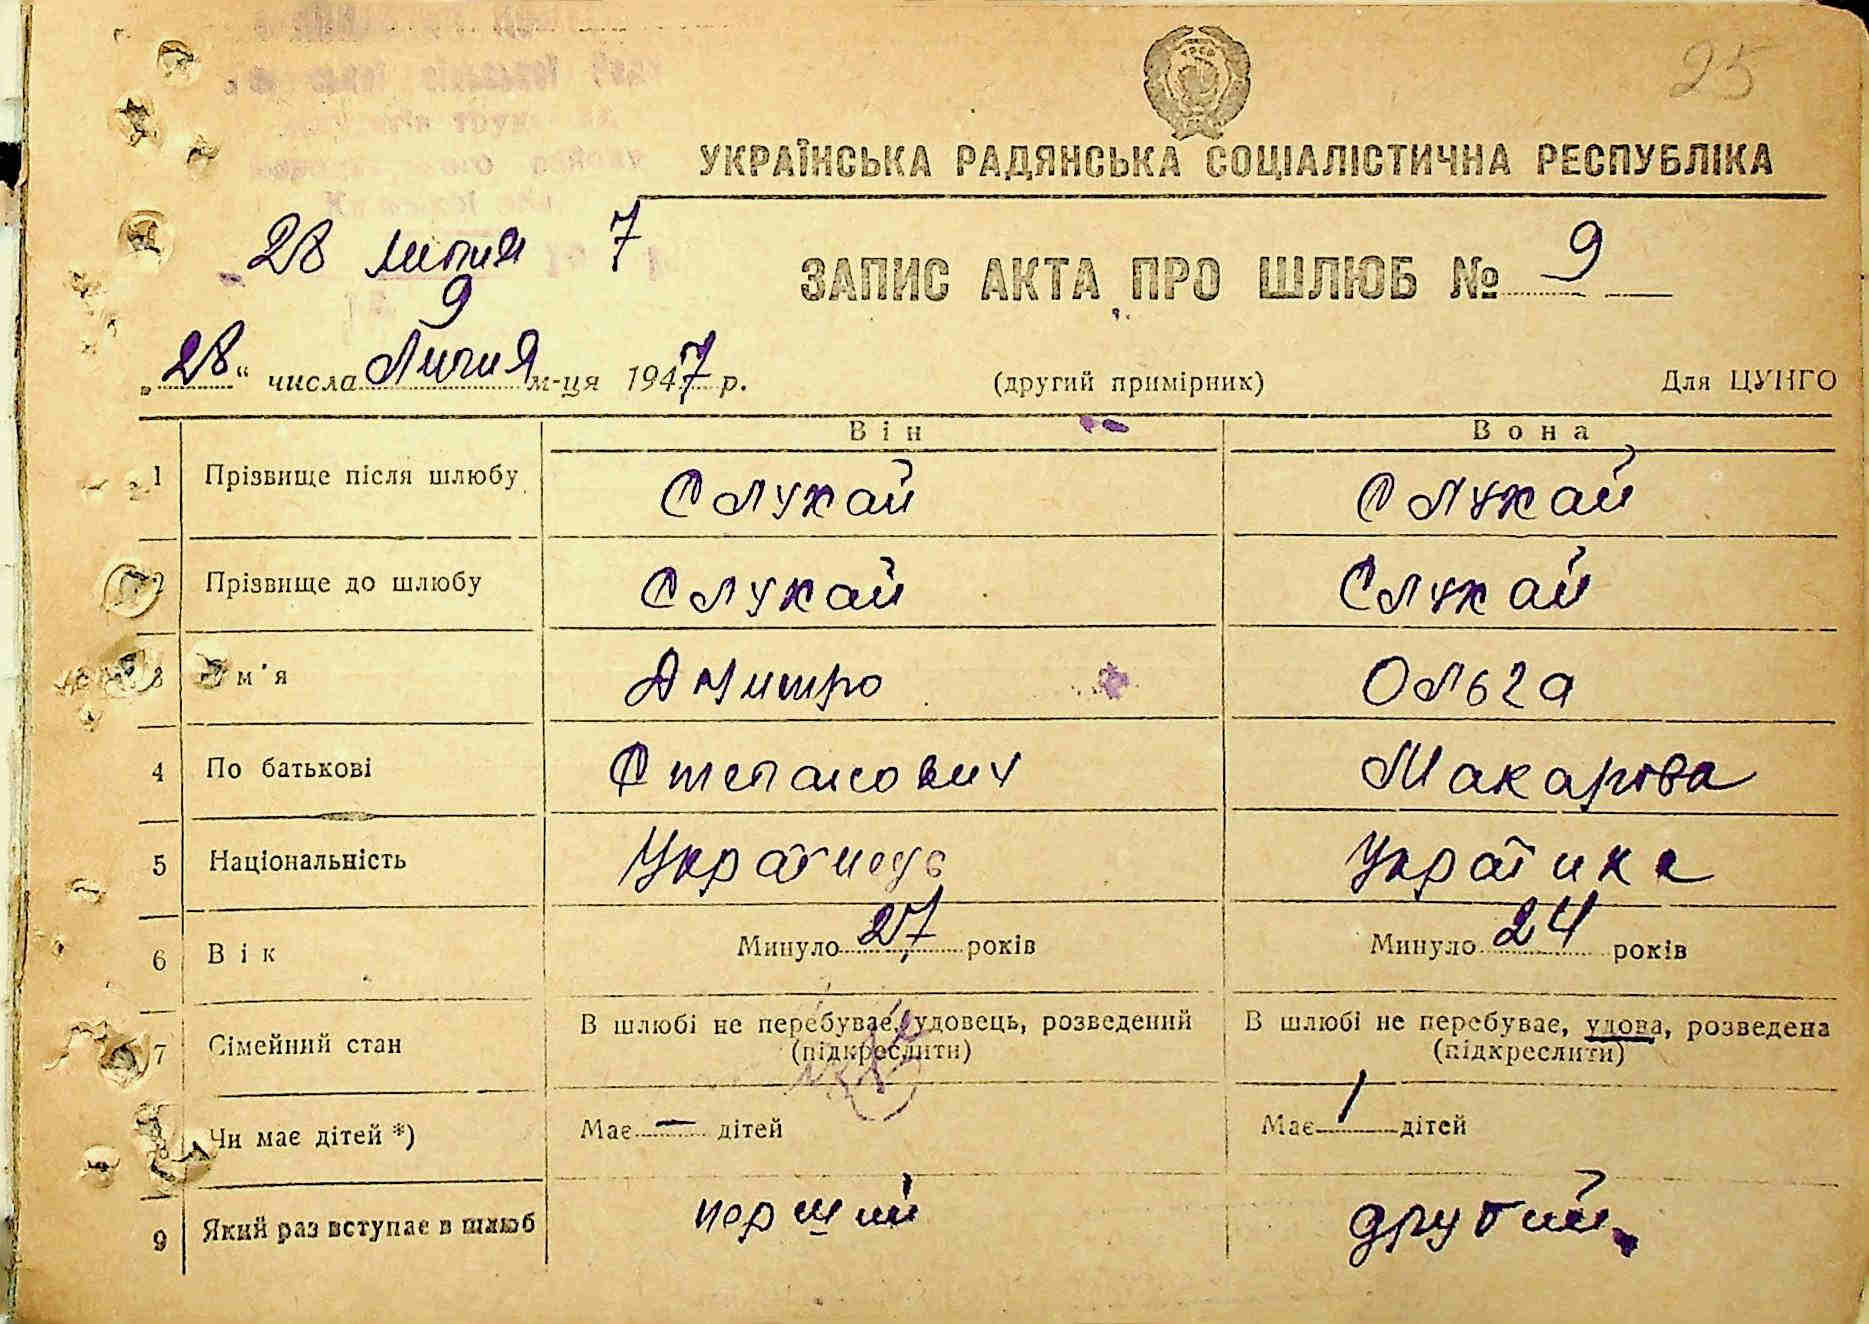 25
УКРАЇНСЬКА РАДЯНСЬКА СОЦІАЛІСТИЧНА РЕСПУБЛІКА
28 липня 7
9
ЗАПИС АКТА ПРО ШЛЮБ № 9
„28" числа Липня м-ця 1947 р. (другий примірник) Для ЦУНГО
Він Вона
1 Прізвище після шлюбу Слухай Слухай
2 Прізвище до шлюбу Слухай Слухай
3 м'я Дмитро Ольга
4 По батькові Степанович Макарова
5 Національність Українець Українка
6 Вік Минуло 27 років Минуло 24 років
7 Сімейний стан В шлюбі не перебуває, удовець, розведений (підкреслити) В шлюбі не перебуває, удова, розведена (підкреслити)
Чи має дітей *) Має — дітей Має 1 дітей
9 Який раз вступає в шлюб перший другий